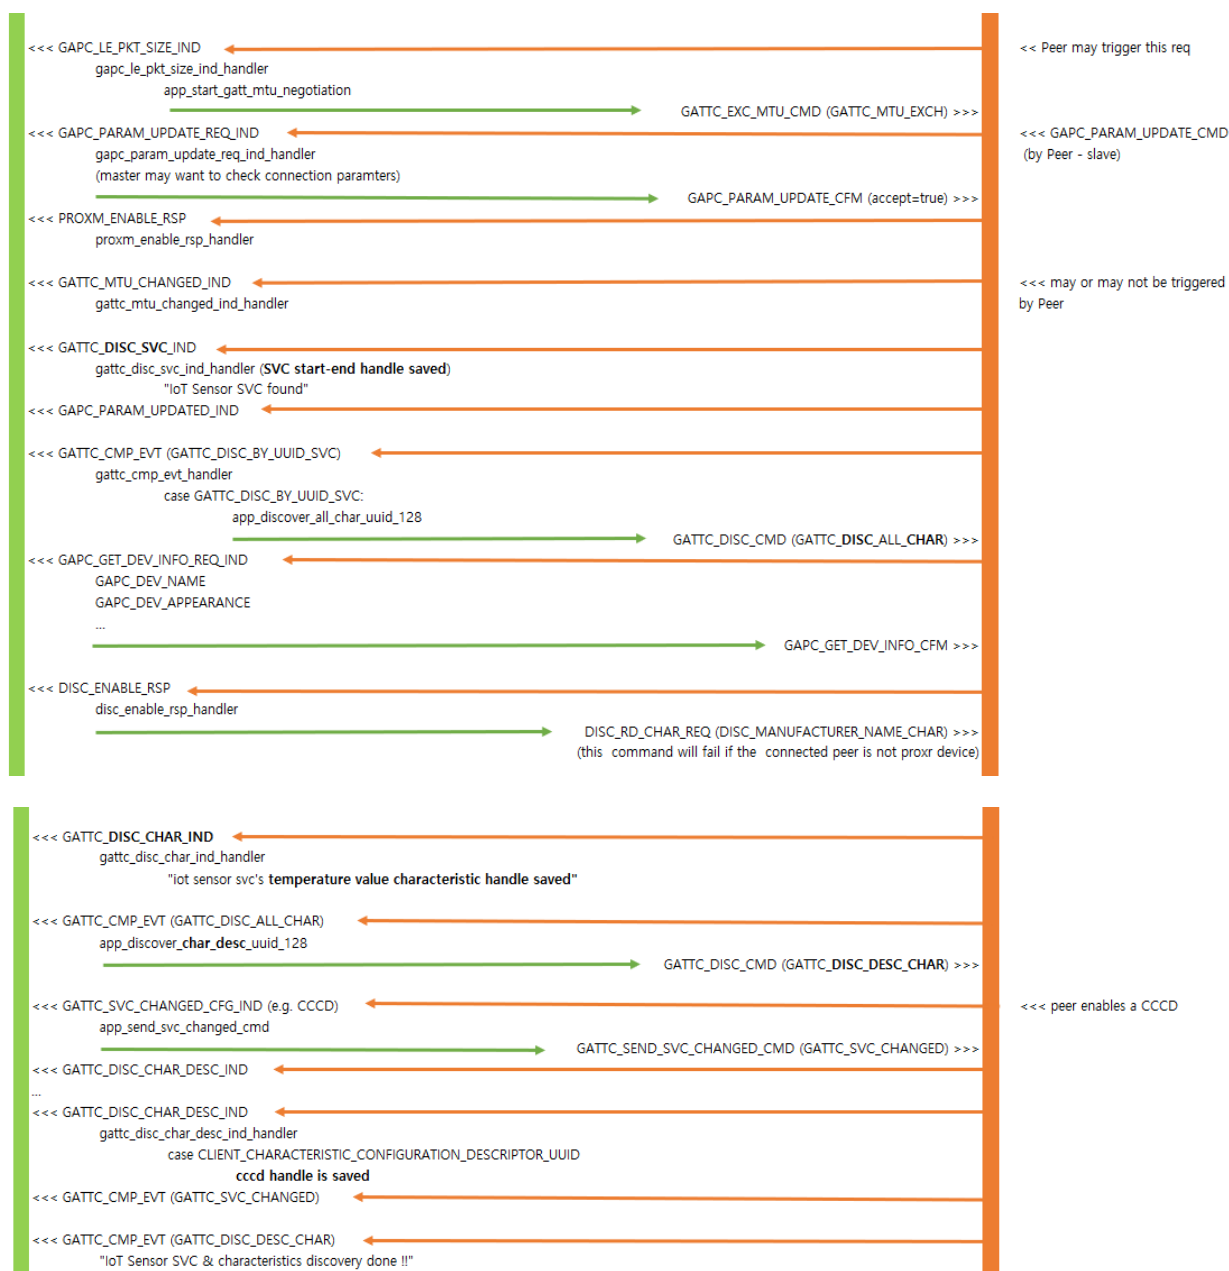 <<< GAPC_LE_PKT_SIZE_IND
<< Peer may trigger this req
gapc_le_pkt_size_ind_handler
app_start_gatt_mtu_negotiation
GATTC_EXC_MTU_CMD (GATTC_MTU_EXCH) >>>
<<< GAPC_PARAM_UPDATE_REQ_IND
<<< GAPC_PARAM_UPDATE_CMD
gapc_param_update_req_ind_handler
(by Peer - slave)
(master may want to check connection paramters)
GAPC_PARAM_UPDATE_CFM (accept=true) >>>
<<< PROXM_ENABLE_RSP
proxm_enable_rsp_handler
<<< GATTC_MTU_CHANGED_IND
<<< may or may not be triggered
gattc_mtu_changed_ind_handler
by Peer
<<< GATTC_DISC_SVC_IND
gattc_disc_svc_ind_handler (SVC start-end handle saved)
"IoT Sensor SVC found"
<<< GAPC_PARAM_UPDATED_IND
<<< GATTC_CMP_EVT (GATTC_DISC_BY_UUID_SVC)
gattc_cmp_evt_handler
case GATTC_DISC_BY_UUID_SVC:
app_discover_all_char_uuid_128
GATTC_DISC_CMD (GATTC_DISC_ALL_CHAR) >>>
<<< GAPC_GET_DEV_INFO_REQ_IND
GAPC_DEV_NAME
GAPC_DEV_APPEARANCE
...
GAPC_GET_DEV_INFO_CFM >>>
<<< DISC_ENABLE_RSP
disc_enable_rsp_handler
DISC_RD_CHAR_REQ (DISC_MANUFACTURER_NAME_CHAR) >>>
(this command will fail if the connected peer is not proxr device)
<<< GATTC_DISC_CHAR_IND
gattc_disc_char_ind_handler
"iot sensor svc's temperature value characteristic handle saved"
<<< GATTC_CMP_EVT (GATTC_DISC_ALL_CHAR)
app_discover_char_desc_uuid_128
GATTC_DISC_CMD (GATTC_DISC_DESC_CHAR) >>>
<<< GATTC_SVC_CHANGED_CFG_IND (e.g. CCCD)
<<< peer enables a CCCD
app_send_svc_changed_cmd
GATTC_SEND_SVC_CHANGED_CMD (GATTC_SVC_CHANGED) >>>
<<< GATTC_DISC_CHAR_DESC_IND
...
<<< GATTC_DISC_CHAR_DESC_IND
gattc_disc_char_desc_ind_handler
case CLIENT_CHARACTERISTIC_CONFIGURATION_DESCRIPTOR_UUID
cccd handle is saved
<<< GATTC_CMP_EVT (GATTC_SVC_CHANGED)
<<< GATTC_CMP_EVT (GATTC_DISC_DESC_CHAR)
"IoT Sensor SVC & characteristics discovery done !!"